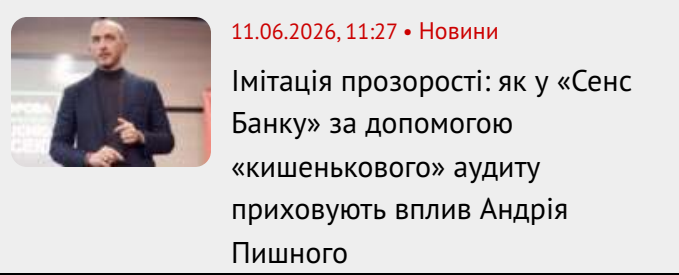 11.06.2026, 11:27 • Новини
Імітація прозорості: як у «Сенс
Банку» за допомогою
«кишенькового» аудиту
приховують вплив Андрія
Пишного